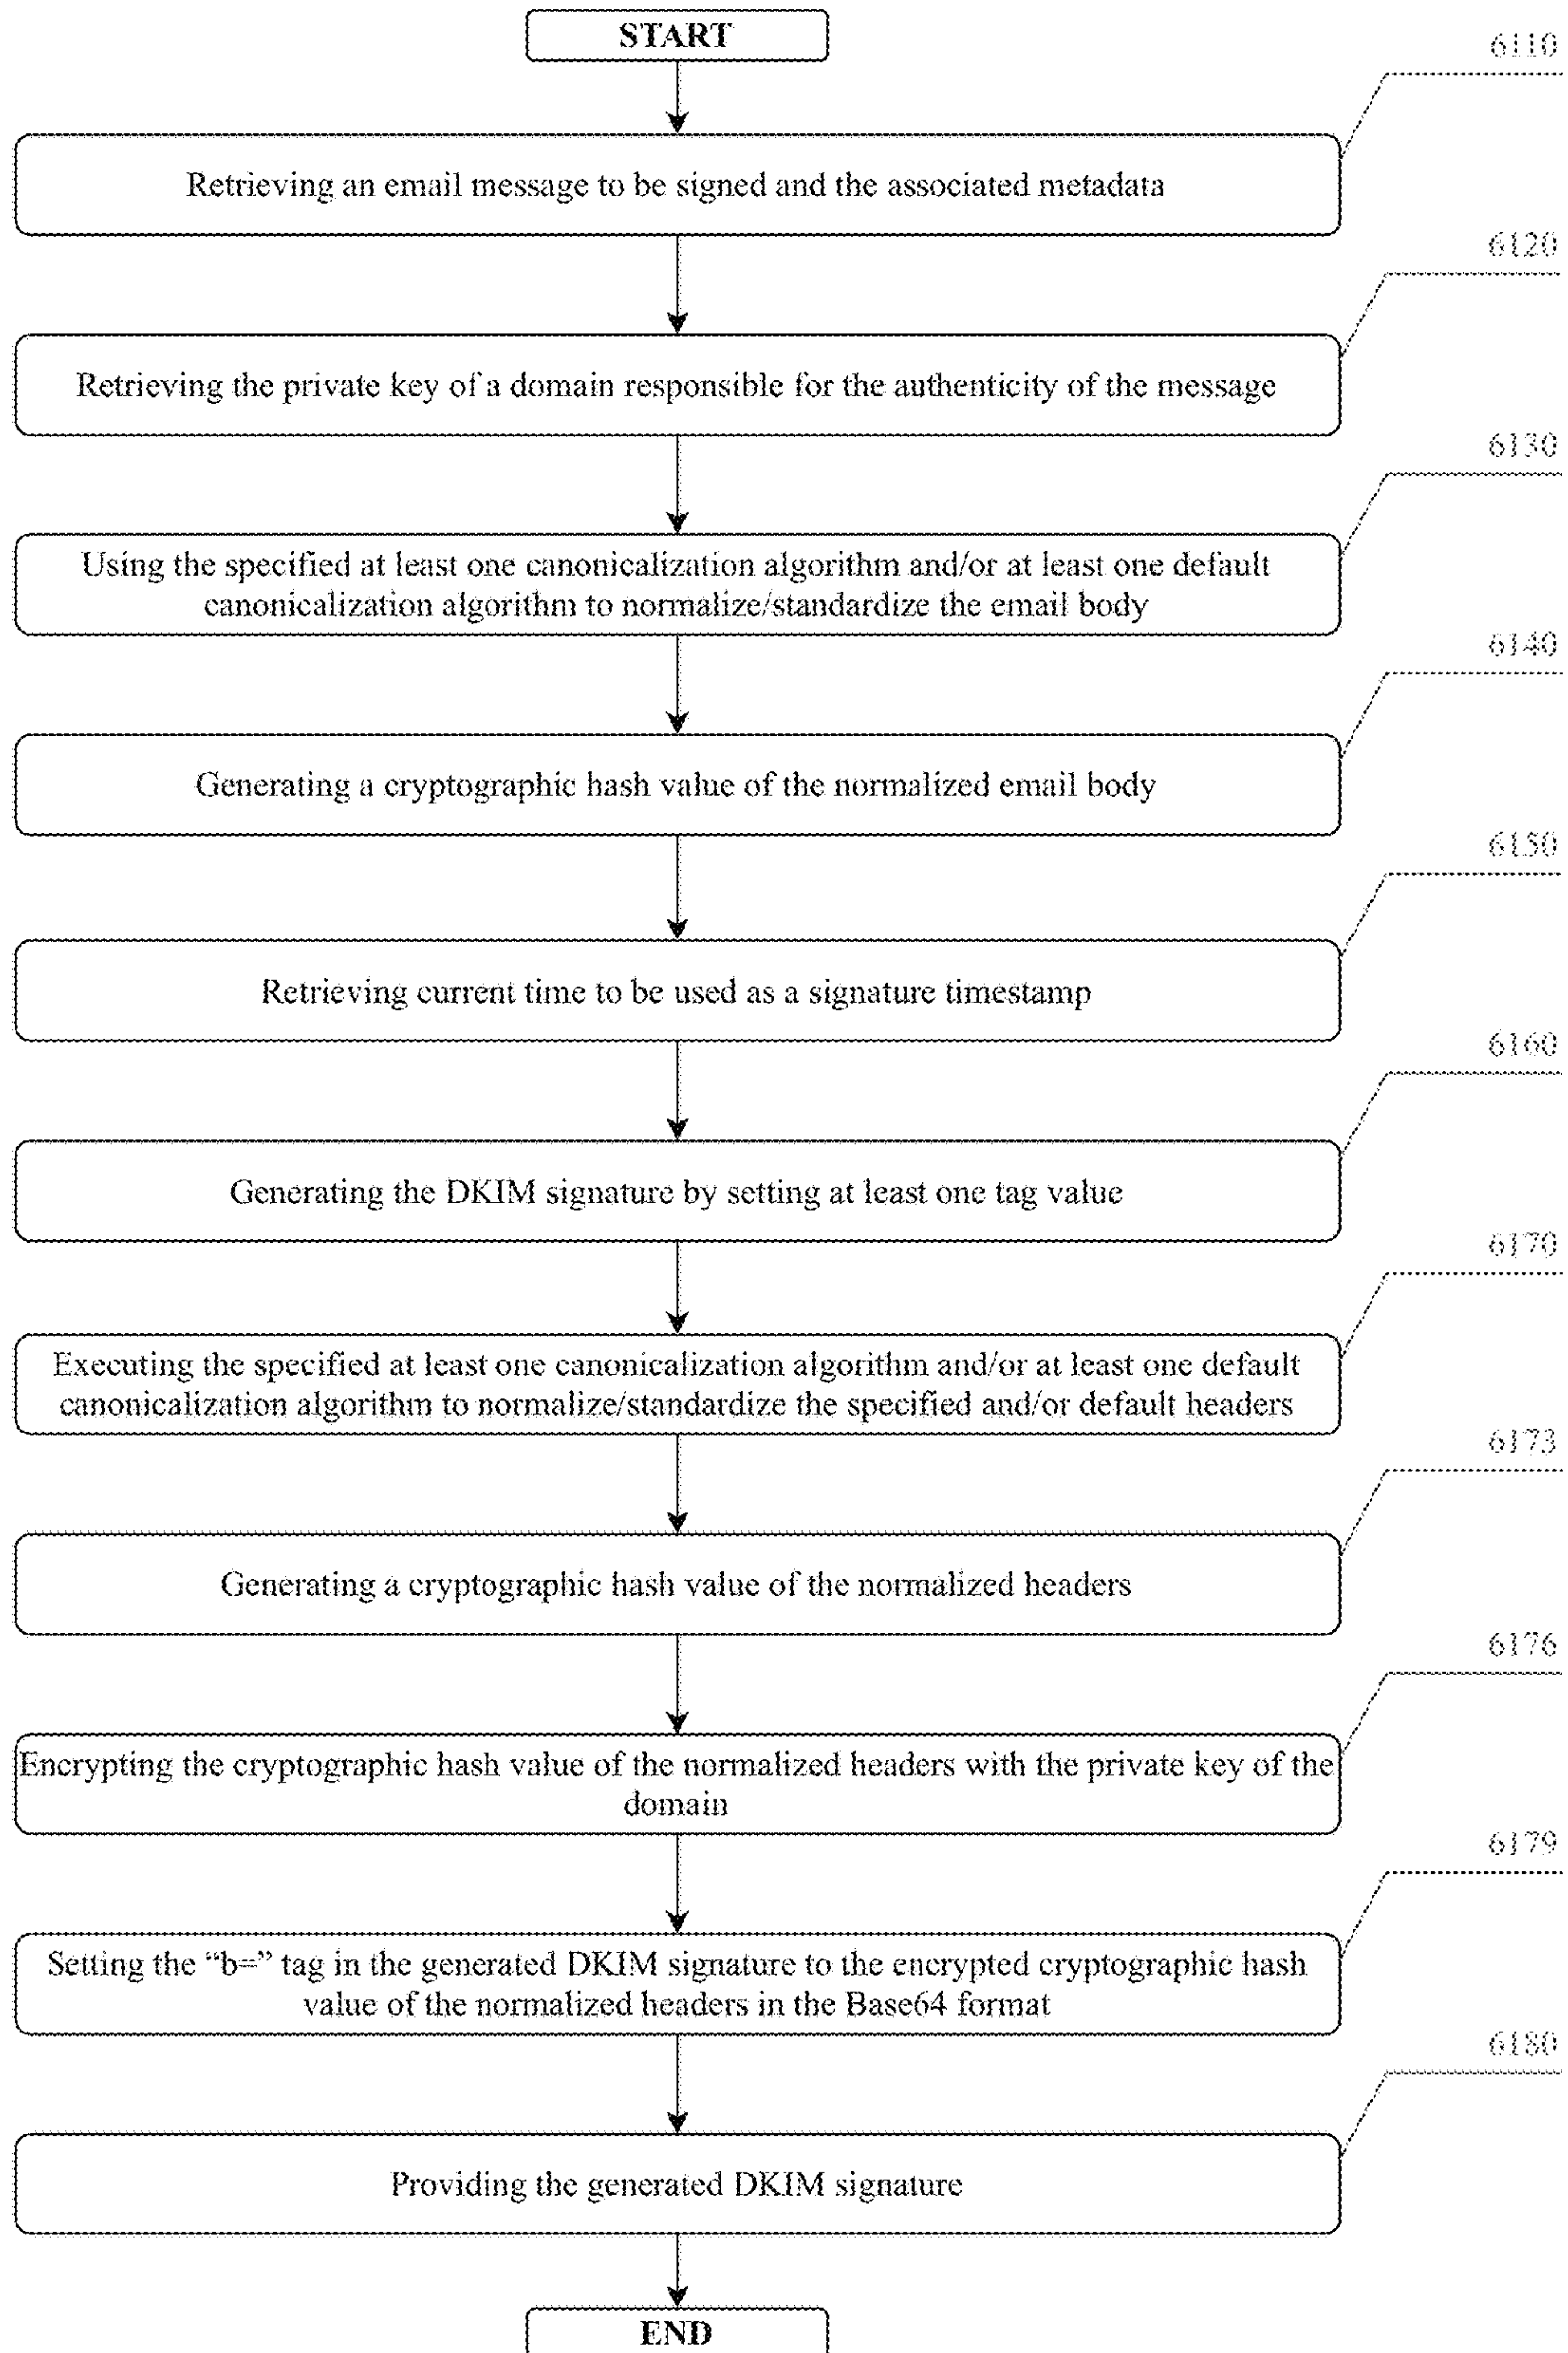 START
6110
Retrieving an email message to be signed and the associated metadata
6120
Retrieving the private key of a domain responsible for the authenticity of the message
6130
Using the specified at least one canonicalization algorithm and/or at least one default
canonicalization algorithm to normalize/standardize the email body
6140
Generating a cryptographic hash value of the normalized email body
6150
Retrieving current time to be used as a signature timestamp
6160
Generating the DKIM signature by setting at least one tag value
6170
Executing the specified at least one canonicalization algorithm and/or at least one default
canonicalization algorithm to normalize/standardize the specified and/or default headers
6173
Generating a cryptographic hash value of the normalized headers
6176
Encrypting the cryptographic hash value of the normalized headers with the private key of the
domain
6179
Setting the “b=” tag in the generated DKIM signature to the encrypted cryptographic hash
value of the normalized headers in the Base64 format
6180
Providing the generated DKIM signature
END